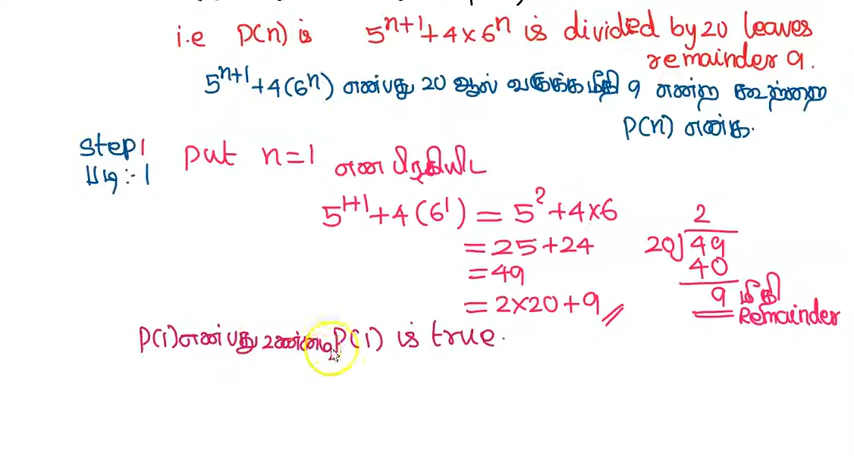 i.e P(n) is 5^{n+1}+4×6^n is divided by 20 leaves
remainder 9.
5^{n+1}+4(6^n) என்பது 20 ஆல் வகுக்க மீதி 9 என்ற கூற்றை
P(n) என்க.
Step 1 put n=1 என பிரதியிட
படி :- 1
5^{1+1}+4(6^1) = 5^2+4×6
= 25+24
= 49
= 2×20+9 //
2
20) 49
40
9 மீதி
Remainder
P(1) என்பது உண்மை P(1) is true.